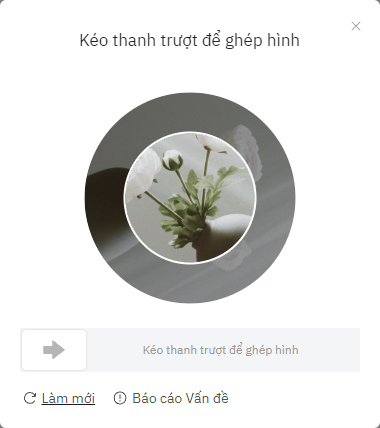 Kéo thanh trượt để ghép hình
Kéo thanh trượt để ghép hình
Làm mới Báo cáo Vấn đề